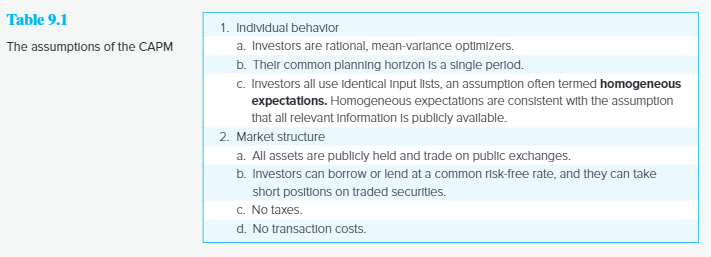 Table 9.1
The assumptions of the CAPM
1. Individual behavior
a. Investors are rational, mean-variance optimizers.
b. Their common planning horizon is a single period.
c. Investors all use identical input lists, an assumption often termed homogeneous
expectations. Homogeneous expectations are consistent with the assumption
that all relevant information is publicly available.
2. Market structure
a. All assets are publicly held and trade on public exchanges.
b. Investors can borrow or lend at a common risk-free rate, and they can take
short positions on traded securities.
c. No taxes.
d. No transaction costs.